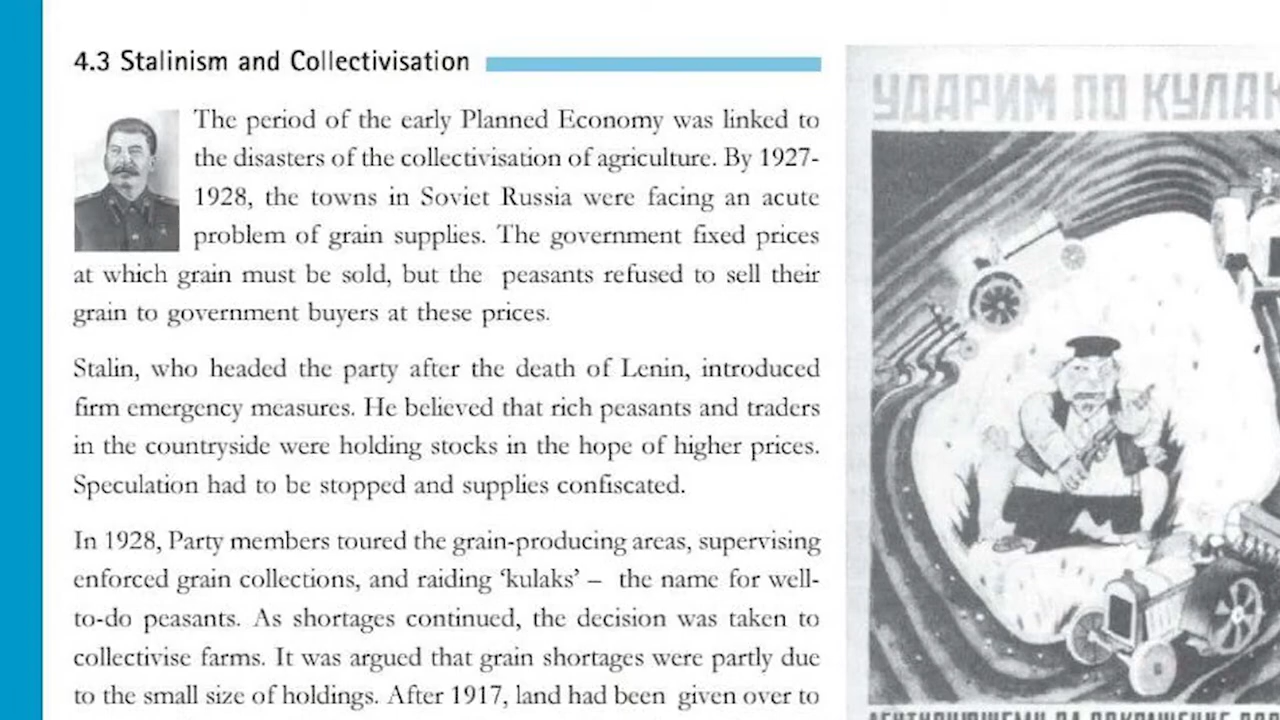 4.3 Stalinism and Collectivisation
The period of the early Planned Economy was linked to
the disasters of the collectivisation of agriculture. By 1927-
1928, the towns in Soviet Russia were facing an acute
problem of grain supplies. The government fixed prices
at which grain must be sold, but the peasants refused to sell their
grain to government buyers at these prices.
Stalin, who headed the party after the death of Lenin, introduced
firm emergency measures. He believed that rich peasants and traders
in the countryside were holding stocks in the hope of higher prices.
Speculation had to be stopped and supplies confiscated.
In 1928, Party members toured the grain-producing areas, supervising
enforced grain collections, and raiding ‘kulaks’ – the name for well-
to-do peasants. As shortages continued, the decision was taken to
collectivise farms. It was argued that grain shortages were partly due
to the small size of holdings. After 1917, land had been given over to
УДАРИМ ПО КУЛАК